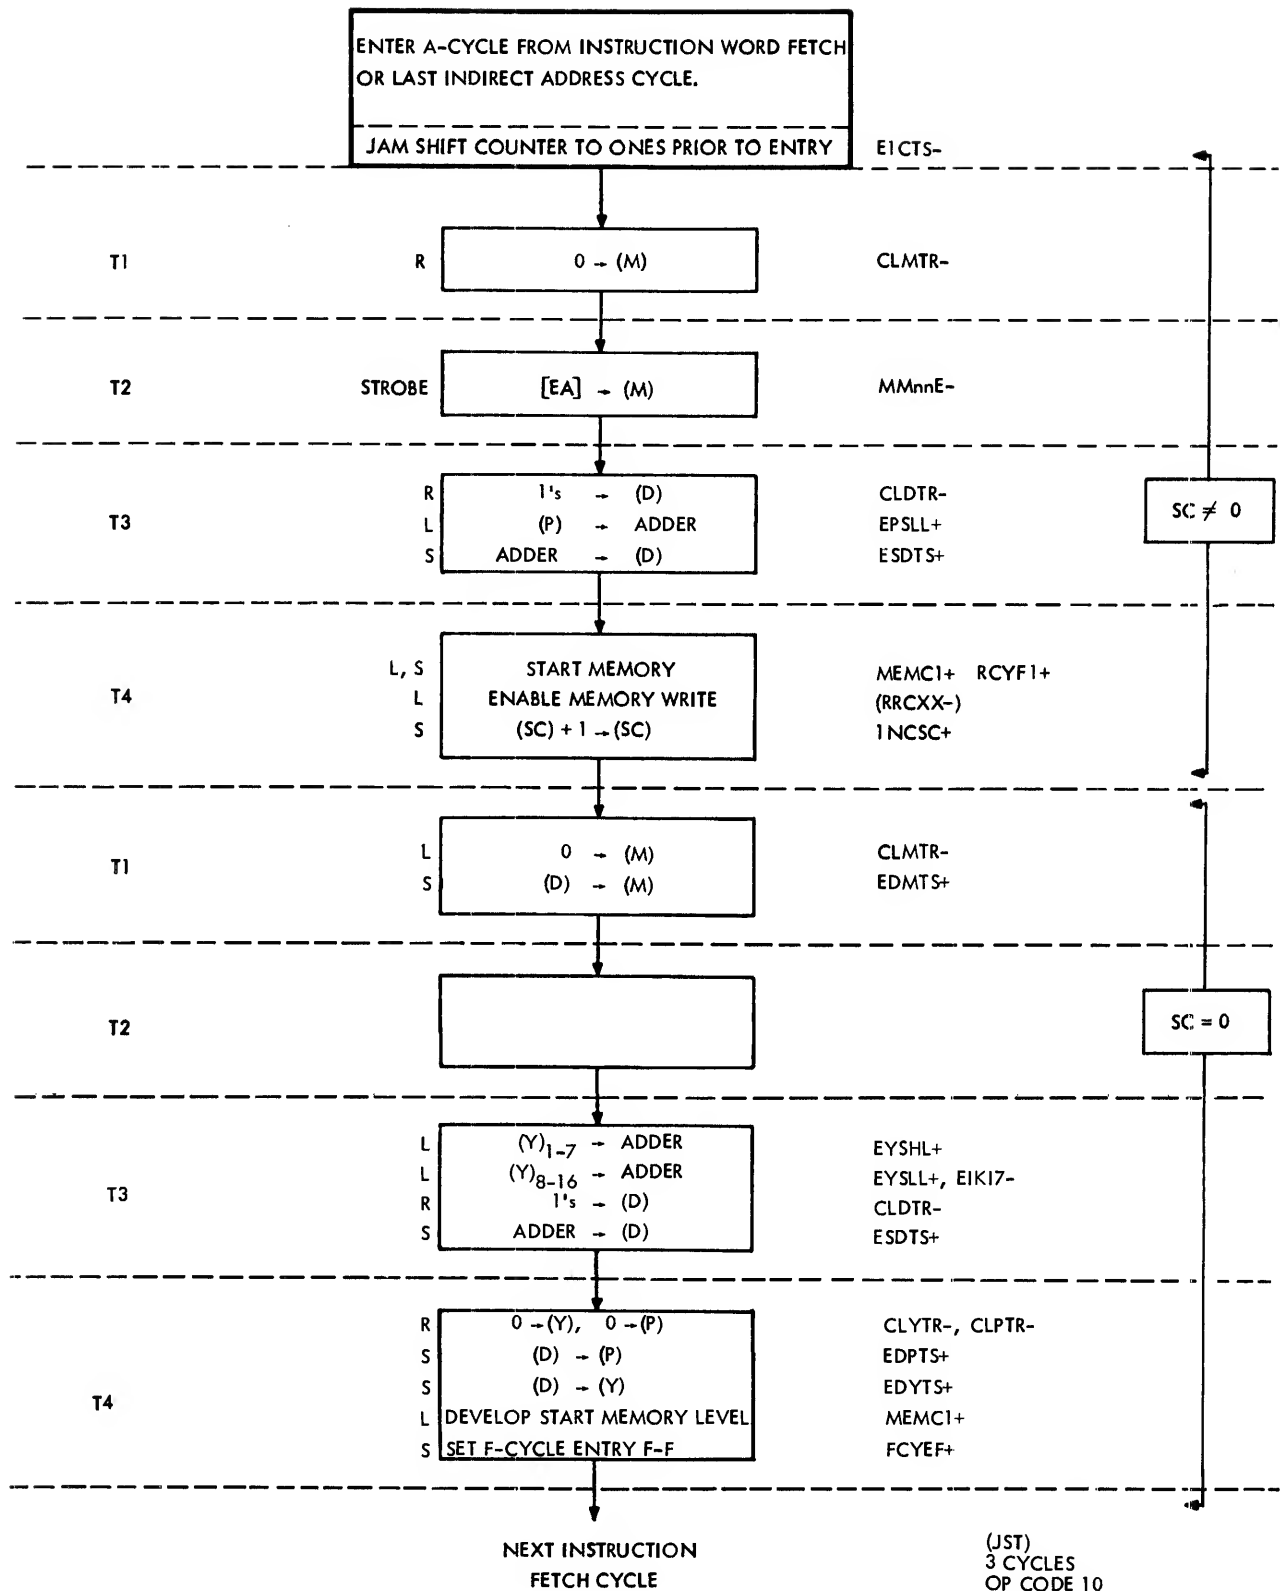 ENTER A-CYCLE FROM INSTRUCTION WORD FETCH
OR LAST INDIRECT ADDRESS CYCLE.
JAM SHIFT COUNTER TO ONES PRIOR TO ENTRY E1CTS-
T1 R 0 → (M) CLMTR-
T2 STROBE [EA] → (M) MMnnE-
R 1's → (D) CLDTR-
T3 L (P) → ADDER EPSLL+
S ADDER → (D) ESDTS+
SC ≠ 0
L, S START MEMORY MEMC1+ RCYF1+
T4 L ENABLE MEMORY WRITE (RRCXX-)
S (SC) + 1 → (SC) 1NCSC+
T1 L 0 → (M) CLMTR-
S (D) → (M) EDMTS+
T2
SC = 0
L (Y)1-7 → ADDER EYSHL+
L (Y)8-16 → ADDER EYSLL+, EIKI7-
T3 R 1's → (D) CLDTR-
S ADDER → (D) ESDTS+
R 0 → (Y), 0 → (P) CLYTR-, CLPTR-
S (D) → (P) EDPTS+
S (D) → (Y) EDYTS+
T4 L DEVELOP START MEMORY LEVEL MEMC1+
S SET F-CYCLE ENTRY F-F FCYEF+
NEXT INSTRUCTION
FETCH CYCLE
(JST)
3 CYCLES
OP CODE 10